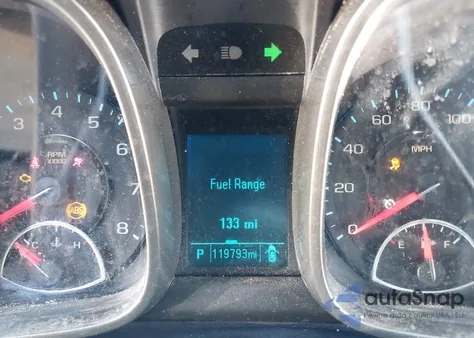 3 4 5 6 7 8
RPM
X1000
ABS
C H
Fuel Range
133 mi
P 119793mi
0 20 40 60 80 100
MPH
E F
autoSnap